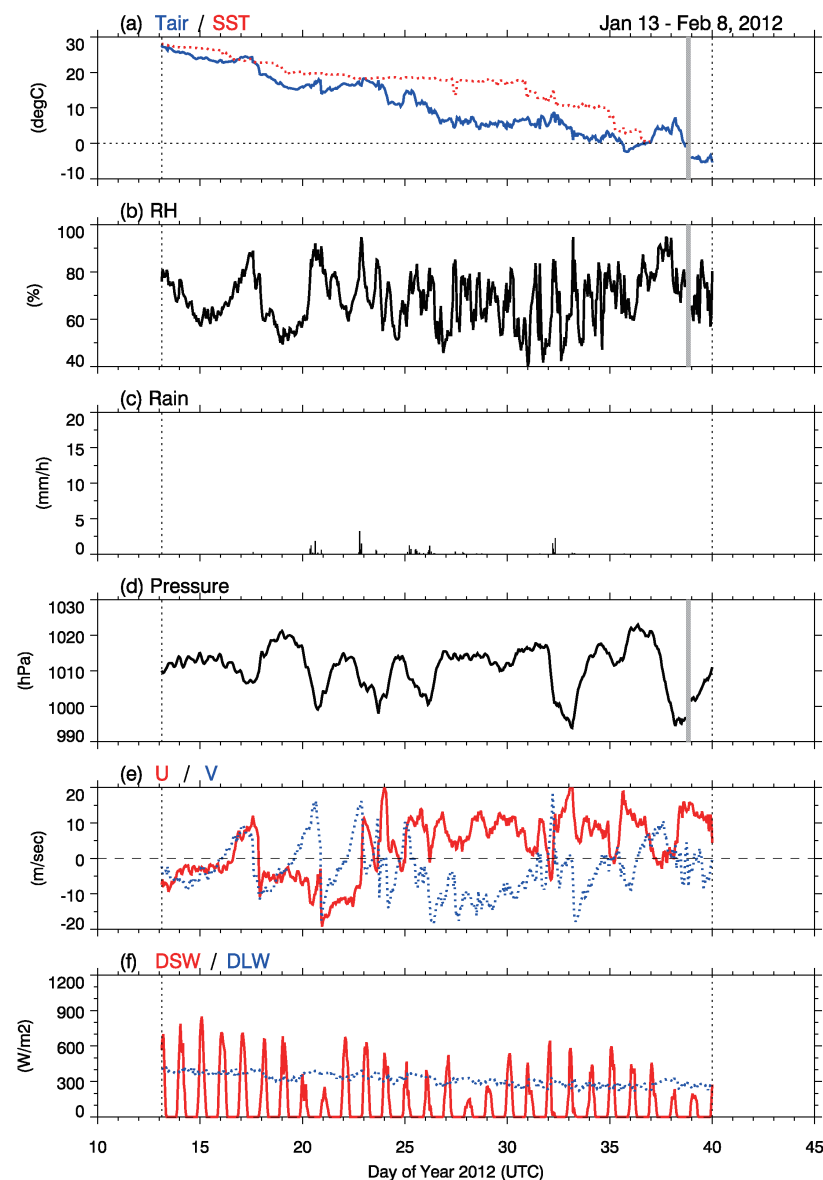 (a) Tair / SST Jan 13 - Feb 8, 2012
30
20
10
0
-10
(degC)
(b) RH
100
80
60
40
(%)
(c) Rain
20
15
10
5
0
(mm/h)
(d) Pressure
1030
1020
1010
1000
990
(hPa)
(e) U / V
20
10
0
-10
-20
(m/sec)
(f) DSW / DLW
1200
900
600
300
0
(W/m2)
10 15 20 25 30 35 40 45
Day of Year 2012 (UTC)